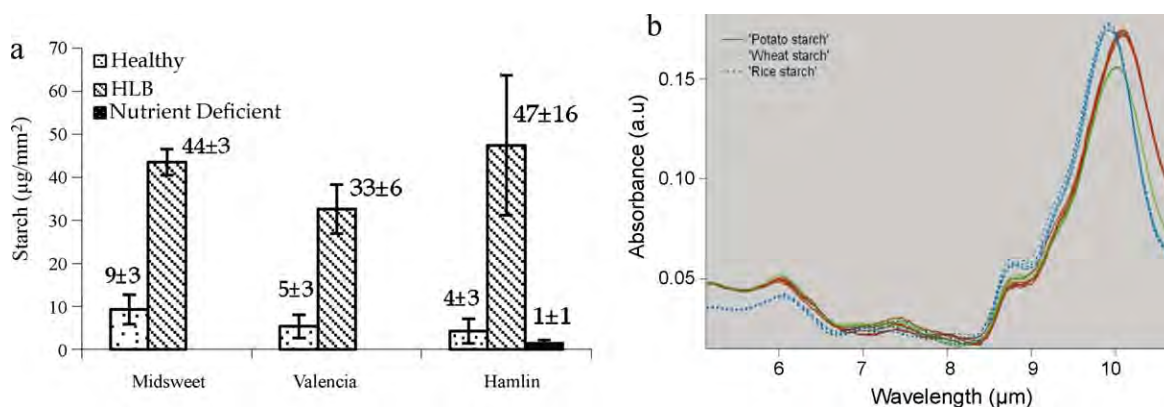 a
70
60
50
40
30
20
10
0
Starch (µg/mm²)
Healthy
HLB
Nutrient Deficient
9±3
44±3
5±3
33±6
4±3
47±16
1±1
Midsweet Valencia Hamlin
b
'Potato starch'
'Wheat starch'
'Rice starch'
Absorbance (a.u)
0.15
0.10
0.05
6 7 8 9 10
Wavelength (µm)